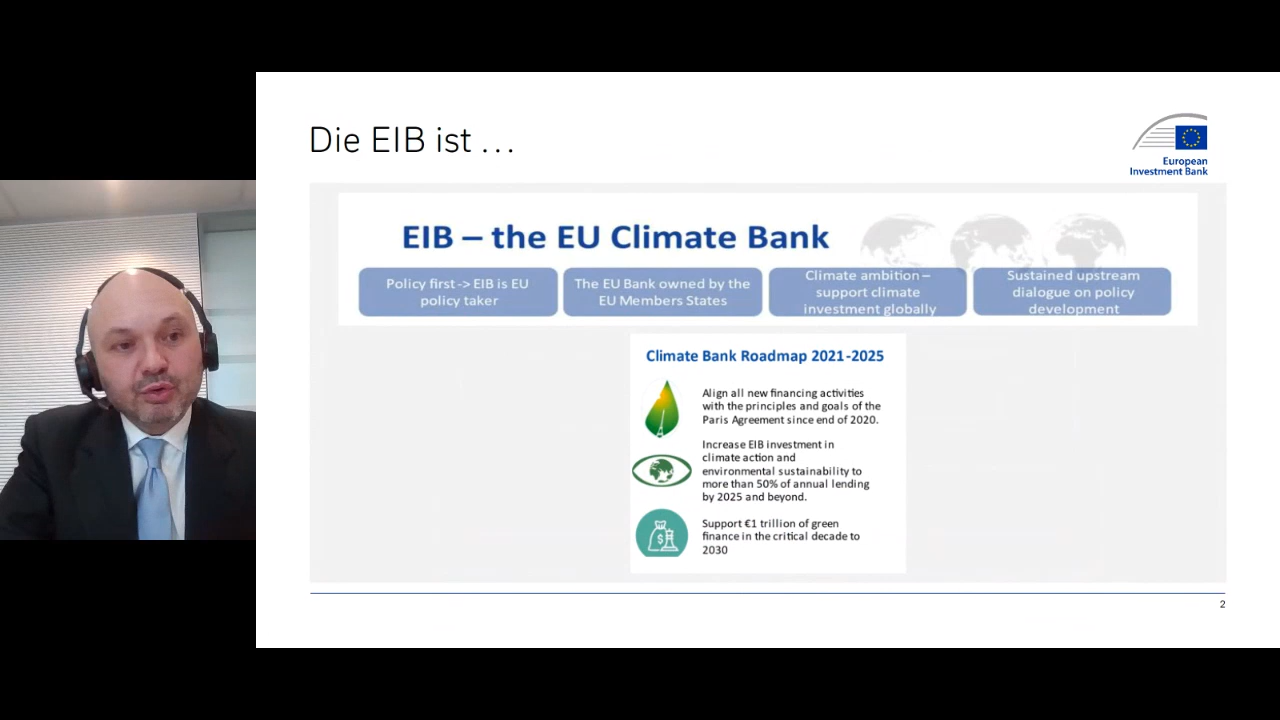 Die EIB ist ...
European
Investment Bank
EIB – the EU Climate Bank
Policy first -> EIB is EU
policy taker
The EU Bank owned by the
EU Members States
Climate ambition –
support climate
investment globally
Sustained upstream
dialogue on policy
development
Climate Bank Roadmap 2021-2025
Align all new financing activities
with the principles and goals of the
Paris Agreement since end of 2020.
Increase EIB investment in
climate action and
environmental sustainability to
more than 50% of annual lending
by 2025 and beyond.
$
Support €1 trillion of green
finance in the critical decade to
2030
2